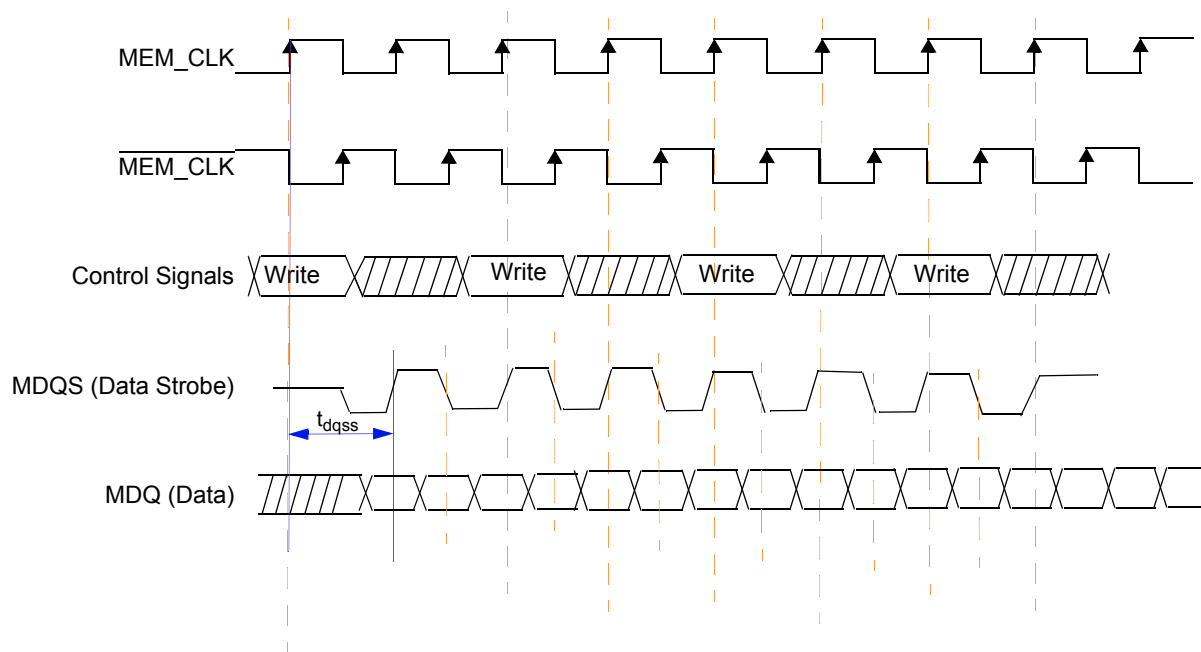 MEM_CLK
MEM_CLK
Control Signals Write Write Write Write
MDQS (Data Strobe)
tdqss
MDQ (Data)